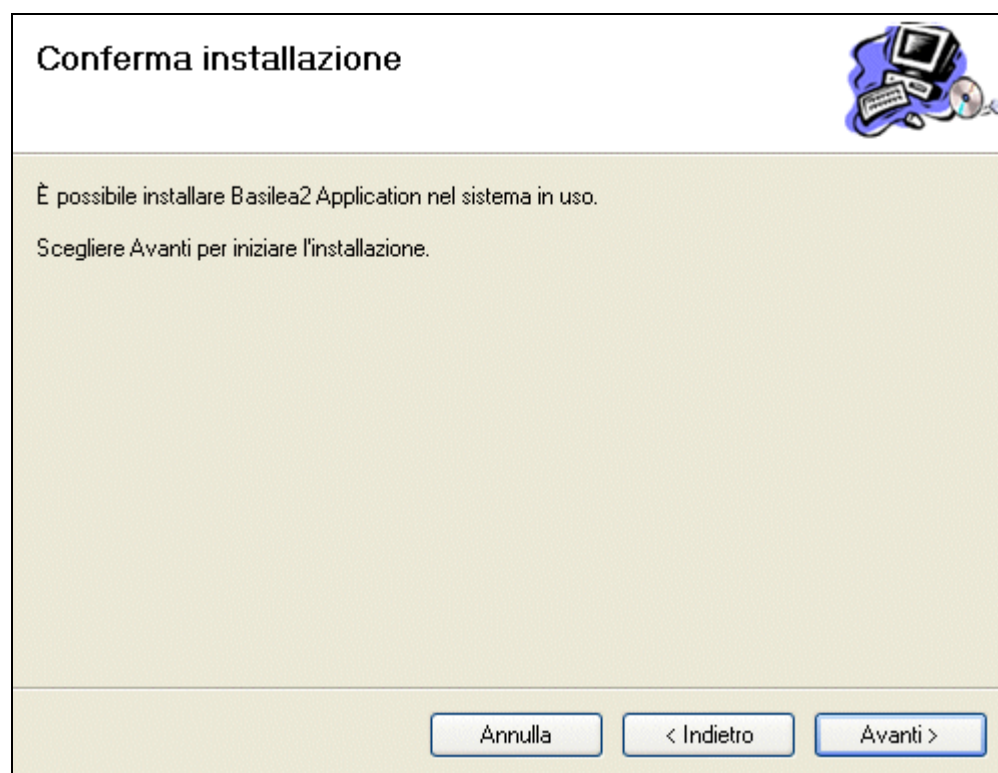 Conferma installazione
È possibile installare Basilea2 Application nel sistema in uso.
Scegliere Avanti per iniziare l'installazione.
Annulla
< Indietro
Avanti >